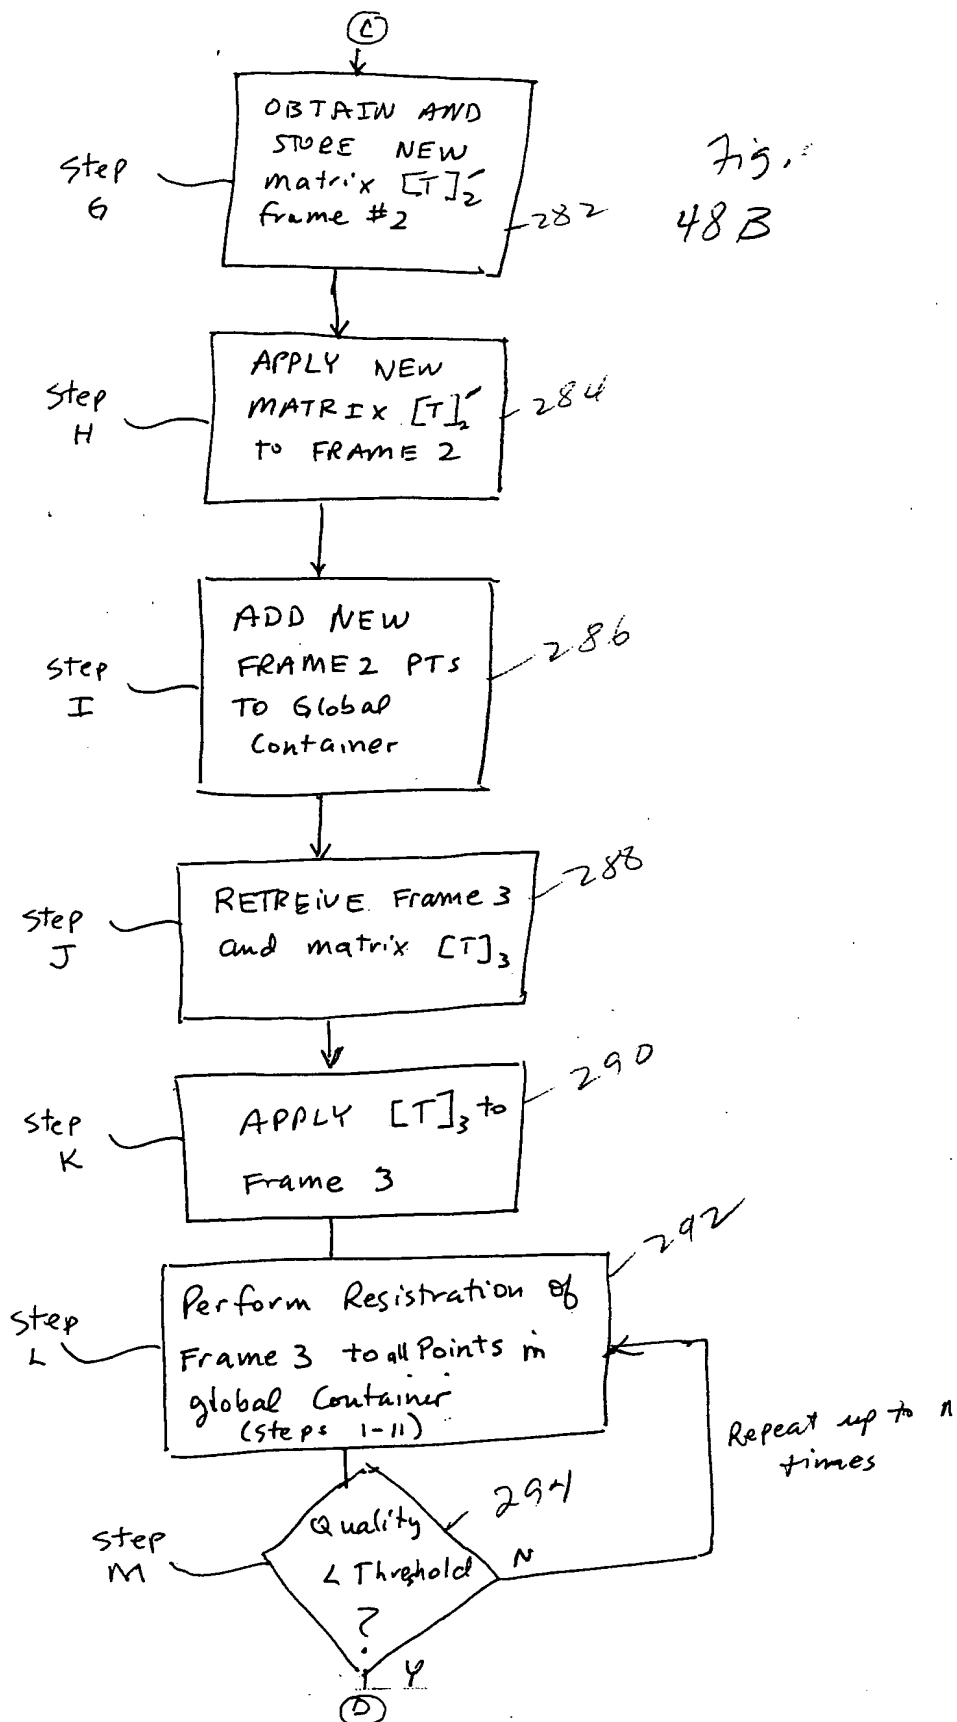 C
OBTAIN AND
STORE NEW
matrix [T]₂′
frame #2
Step
G
282
Fig.
48B
APPLY NEW
MATRIX [T]₂′
to FRAME 2
Step
H
284
ADD NEW
FRAME 2 PTS
TO Global
Container
Step
I
286
RETREIVE Frame 3
and matrix [T]₃
Step
J
288
APPLY [T]₃ to
Frame 3
Step
K
290
Perform Resistration of
Frame 3 to all Points in
global Container
(steps 1-11)
Step
L
292
Repeat up to n
times
Quality
< Threshold
?
Step
M
294
N
Y
D